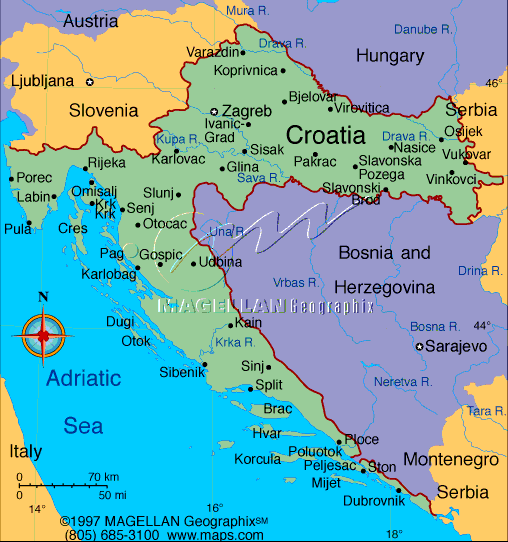 Mura R.
Austria
Danube R.
Varazdin
Drava R.
Hungary
Koprivnica
Ljubljana
46°
Slovenia
Bjelovar
Zagreb
Virovitica
Serbia
Ivanic-
Grad
Croatia
Drava R.
Osijek
Kupa R.
Nasice
Sisak
Karlovac
Pakrac
Slavonska
Pozega
Vukovar
Rijeka
Glina
Sava R.
Vinkovci
Porec
Omisalj
Slavonski
Brod
Labin
Krk
Krk
Slunj
Senj
Pula
Cres
Otocac
Una R.
Bosnia and
Herzegovina
Pag
Gospic
Udbina
Karlobag
Drina R.
Vrbas R.
MAGELLAN Geographix
N
Dugi
Otok
Kain
Krka R.
Bosna R.
44°
Sarajevo
Adriatic
Sea
Sibenik
Sinj
Split
Neretva R.
Brac
Tara R.
Hvar
Italy
Ploce
Korcula
Poluotok
Peljesac
Ston
Montenegro
Mijet
Serbia
Dubrovnik
0 70 km
0 50 mi
14°
16°
18°
©1997 MAGELLAN Geographix℠
(805) 685-3100 www.maps.com